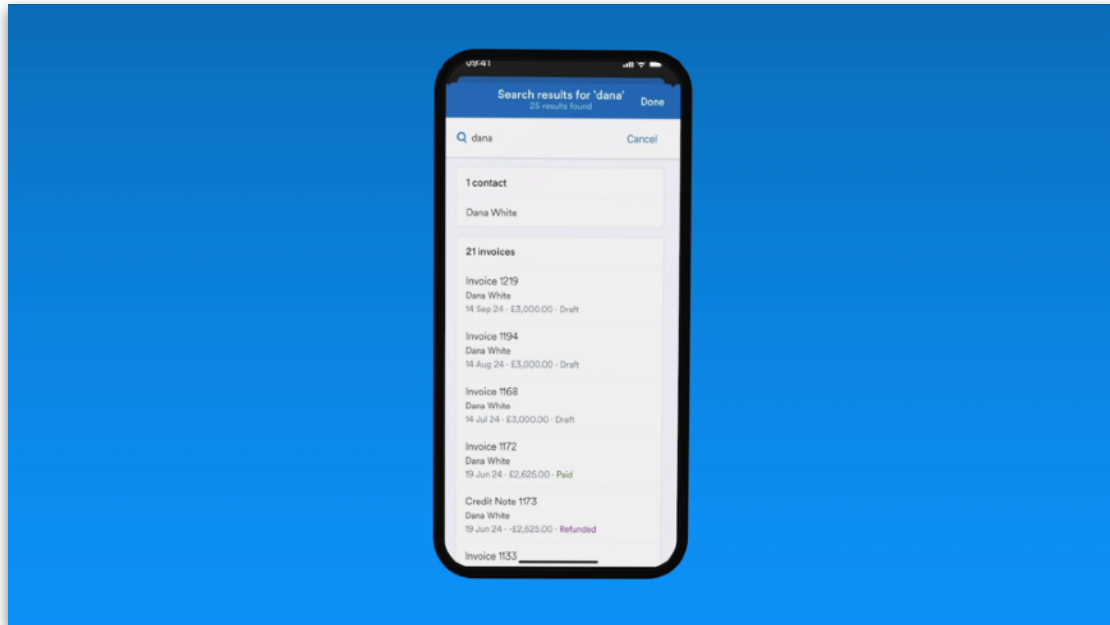 09:41
Search results for 'dana'
25 results found
Done
dana
Cancel
1 contact
Dana White
21 invoices
Invoice 1219
Dana White
14 Sep 24 · £3,000.00 · Draft
Invoice 1194
Dana White
14 Aug 24 · £3,000.00 · Draft
Invoice 1168
Dana White
14 Jul 24 · £3,000.00 · Draft
Invoice 1172
Dana White
19 Jun 24 · £2,625.00 · Paid
Credit Note 1173
Dana White
19 Jun 24 · -£2,625.00 · Refunded
Invoice 1133